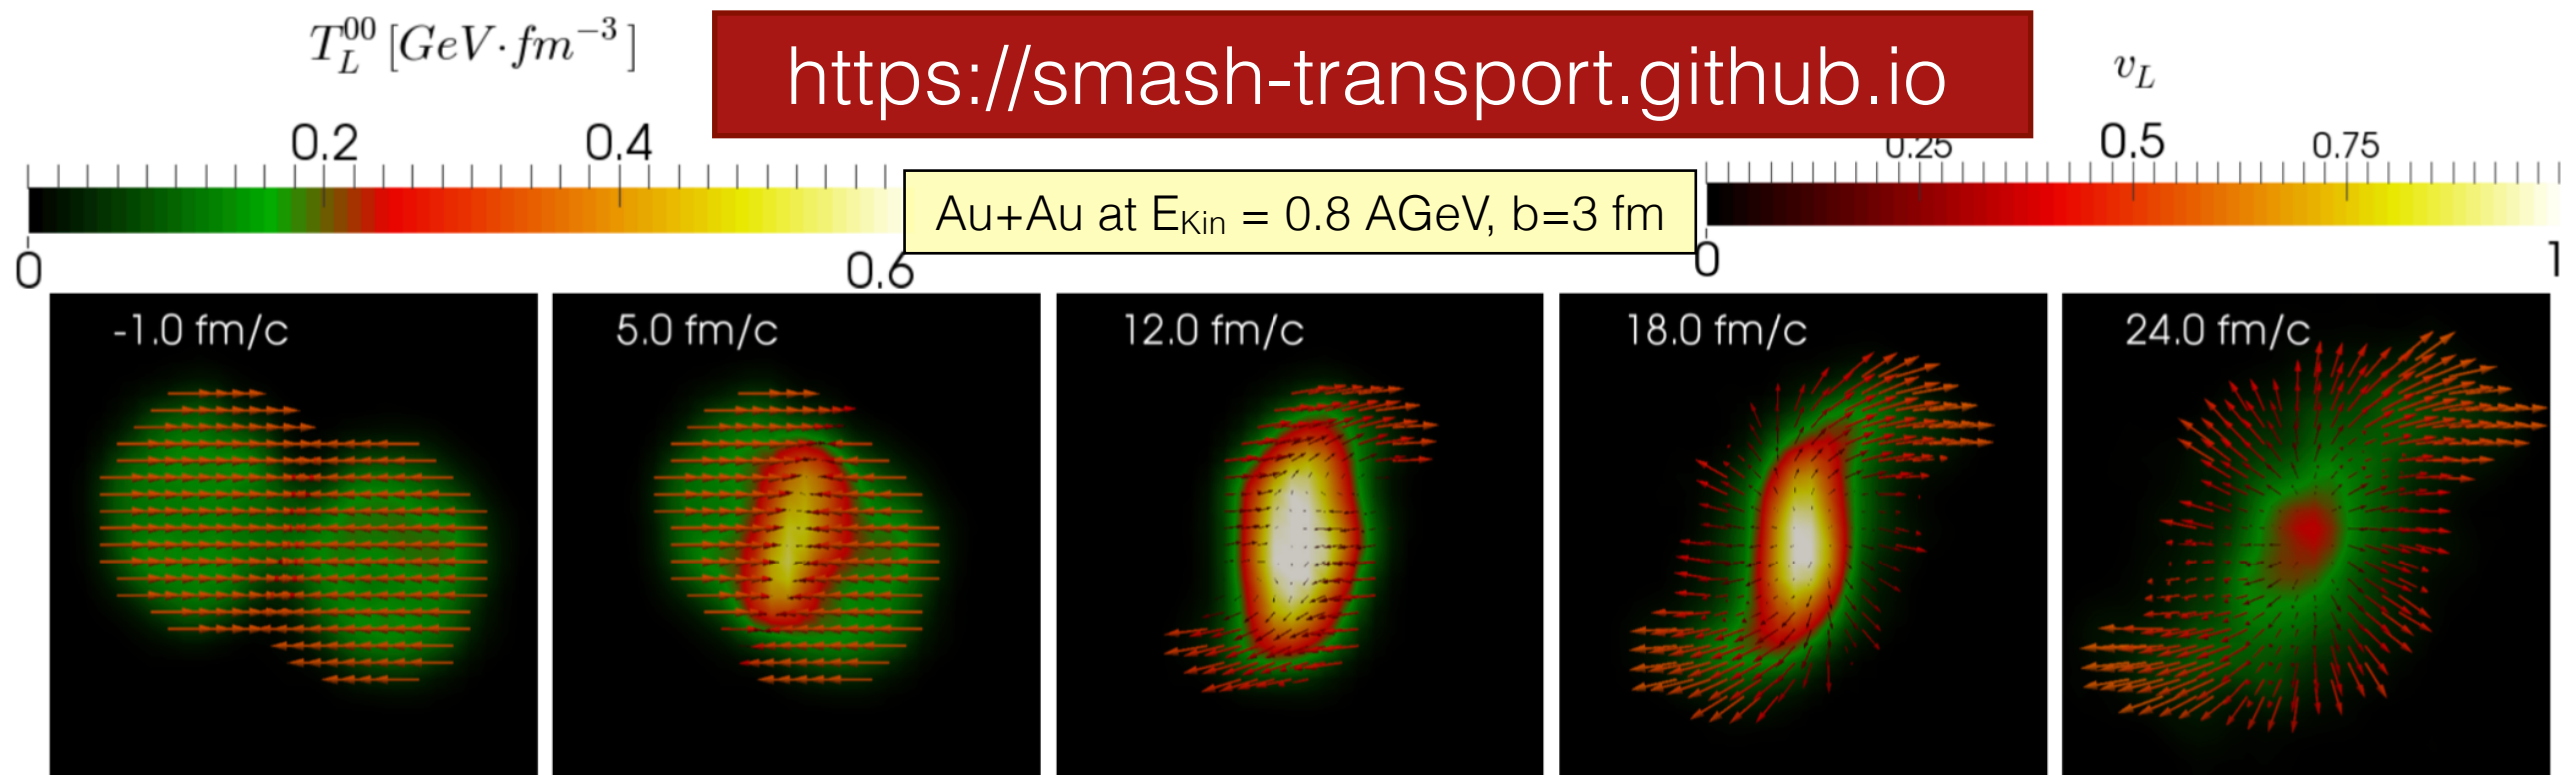 T_L^{00} [GeV·fm^{-3}]
https://smash-transport.github.io
v_L
0.2 0.4
0.25 0.5 0.75
Au+Au at E_Kin = 0.8 AGeV, b=3 fm
0 0.6
0 1
-1.0 fm/c
5.0 fm/c
12.0 fm/c
18.0 fm/c
24.0 fm/c